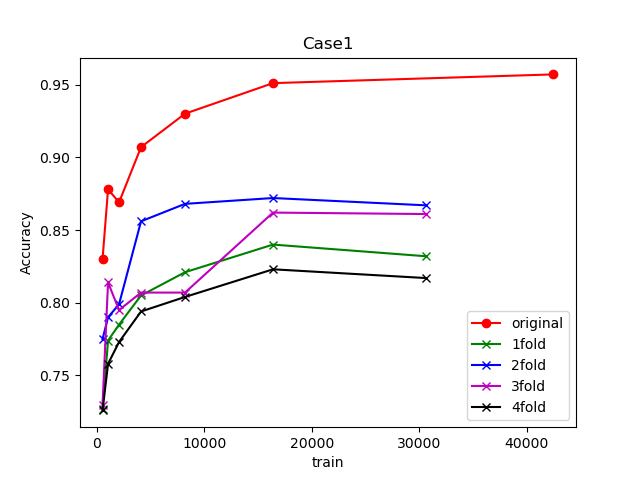 Case1
Accuracy
0.95
0.90
0.85
0.80
0.75
0 10000 20000 30000 40000
train
original
1fold
2fold
3fold
4fold